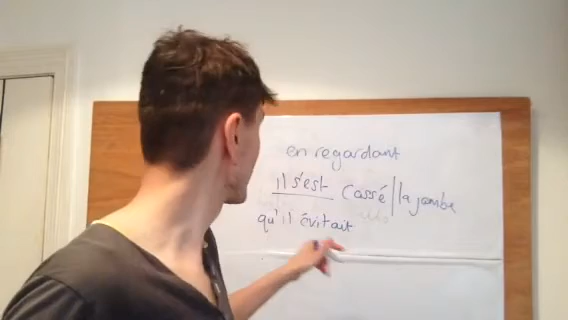 en regardant
il s'est cassé | la jambe
qu'il évitait